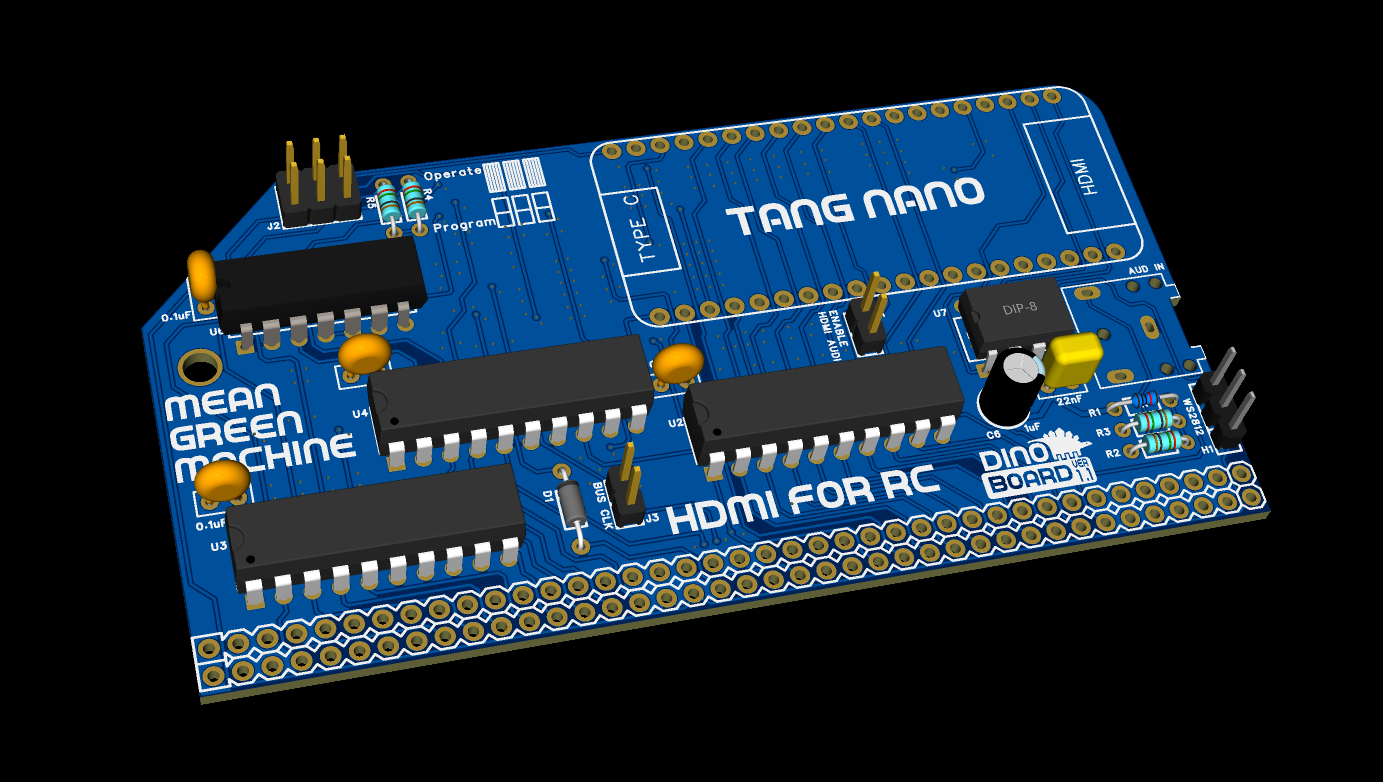 Operate
Program
J2
R5
R4
TYPE C
TANG NANO
HDMI
AUD IN
0.1uF
U6
ENABLE
HDMI AUDI
U7
DIP-8
MEAN
GREEN
MACHINE
U4
U2
22nF
C6
1uF
R1
R3
R2
WS2812
H1
DINO
BOARD
VER
1.1
0.1uF
U3
D1
BUS CLK
J3
HDMI FOR RC